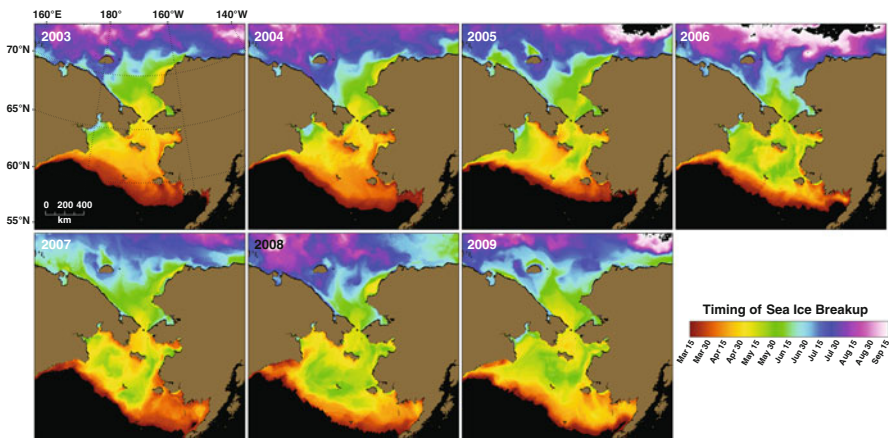 160°E 180° 160°W 140°W
2003 2004 2005 2006
70°N
65°N
60°N
55°N
0 200 400
km
2007 2008 2009
Timing of Sea Ice Breakup
Mar 15 Mar 30 Apr 15 Apr 30 May 15 May 30 Jun 15 Jun 30 Jul 15 Jul 30 Aug 15 Aug 30 Sep 15